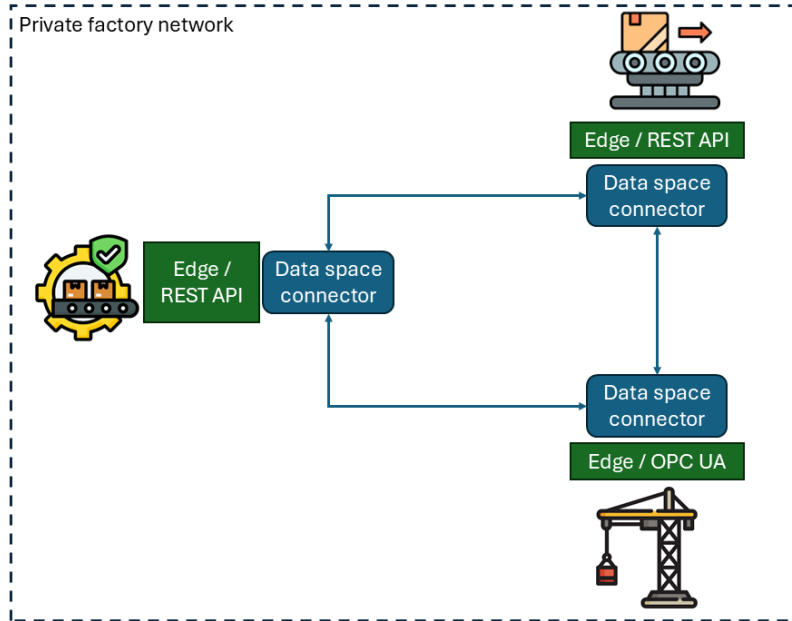 Private factory network
Edge / REST API
Data space
connector
Edge /
REST API
Data space
connector
Data space
connector
Edge / OPC UA